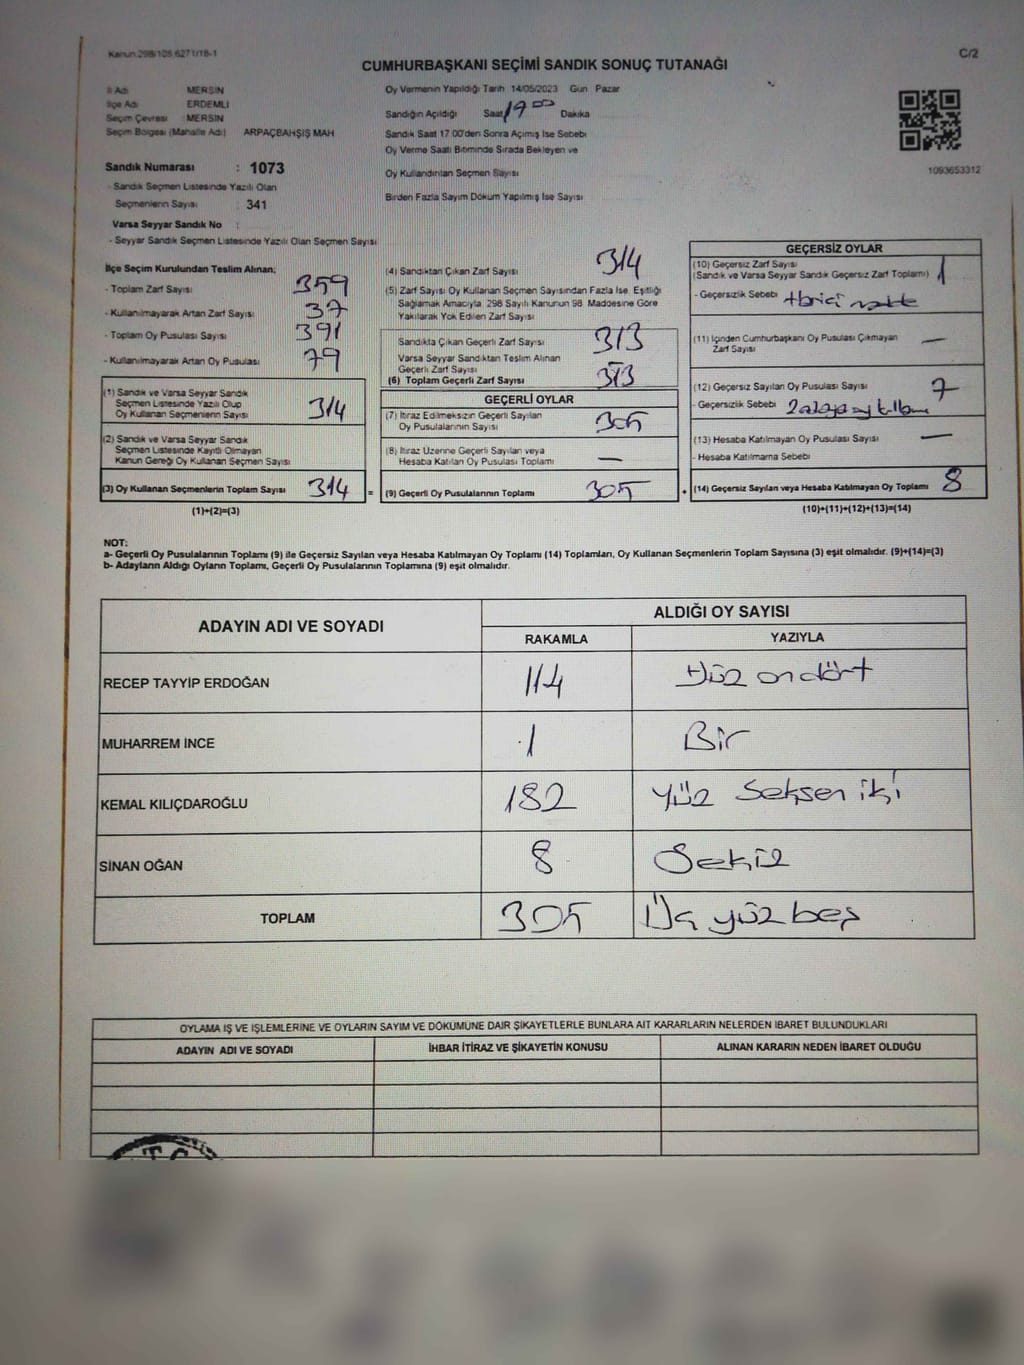 Kanun 298/105 6271/18-1
C/2
CUMHURBAŞKANI SEÇİMİ SANDIK SONUÇ TUTANAĞI
İl Adı : MERSİN
İlçe Adı : ERDEMLİ
Seçim Çevresi : MERSİN
Seçim Bölgesi (Mahalle Adı) ARPAÇBAHŞİŞ MAH
Sandık Numarası : 1073
- Sandık Seçmen Listesinde Yazılı Olan
Seçmenlerin Sayısı : 341
Varsa Seyyar Sandık No :
- Seyyar Sandık Seçmen Listesinde Yazılı Olan Seçmen Sayısı
Oy Vermenin Yapıldığı Tarih 14/05/2023 Gün Pazar
Sandığın Açıldığı Saat 19 00 Dakika
Sandık Saat 17.00'den Sonra Açılmış İse Sebebi
Oy Verme Saati Bitiminde Sırada Bekleyen ve
Oy Kullandırılan Seçmen Sayısı
Birden Fazla Sayım Döküm Yapılmış İse Sayısı
1093653312
İlçe Seçim Kurulundan Teslim Alınan;
- Toplam Zarf Sayısı 359
- Kullanılmayarak Artan Zarf Sayısı 37
- Toplam Oy Pusulası Sayısı 391
- Kullanılmayarak Artan Oy Pusulası 79
(1) Sandık ve Varsa Seyyar Sandık
Seçmen Listesinde Yazılı Olup
Oy Kullanan Seçmenlerin Sayısı 314
(2) Sandık ve Varsa Seyyar Sandık
Seçmen Listesinde Kayıtlı Olmayan
Kanun Gereği Oy Kullanan Seçmen Sayısı
(3) Oy Kullanan Seçmenlerin Toplam Sayısı 314 =
(1)+(2)=(3)
(4) Sandıktan Çıkan Zarf Sayısı 314
(5) Zarf Sayısı Oy Kullanan Seçmen Sayısından Fazla İse, Eşitliği
Sağlamak Amacıyla, 298 Sayılı Kanunun 98. Maddesine Göre
Yakılarak Yok Edilen Zarf Sayısı
Sandıkta Çıkan Geçerli Zarf Sayısı 313
Varsa Seyyar Sandıktan Teslim Alınan
Geçerli Zarf Sayısı
(6) Toplam Geçerli Zarf Sayısı 313
GEÇERLİ OYLAR
(7) İtiraz Edilmeksizin Geçerli Sayılan
Oy Pusulalarının Sayısı 305
(8) İtiraz Üzerine Geçerli Sayılan veya
Hesaba Katılan Oy Pusulası Toplamı —
(9) Geçerli Oy Pusulalarının Toplamı 305 +
GEÇERSİZ OYLAR
(10) Geçersiz Zarf Sayısı
(Sandık ve Varsa Seyyar Sandık Geçersiz Zarf Toplamı) 1
- Geçersizlik Sebebi
(11) İçinden Cumhurbaşkanı Oy Pusulası Çıkmayan
Zarf Sayısı —
(12) Geçersiz Sayılan Oy Pusulası Sayısı 7
- Geçersizlik Sebebi
(13) Hesaba Katılmayan Oy Pusulası Sayısı —
- Hesaba Katılmama Sebebi
(14) Geçersiz Sayılan veya Hesaba Katılmayan Oy Toplamı 8
(10)+(11)+(12)+(13)=(14)
NOT:
a- Geçerli Oy Pusulalarının Toplamı (9) ile Geçersiz Sayılan veya Hesaba Katılmayan Oy Toplamı (14) Toplamları, Oy Kullanan Seçmenlerin Toplam Sayısına (3) eşit olmalıdır. (9)+(14)=(3)
b- Adayların Aldığı Oyların Toplamı, Geçerli Oy Pusulalarının Toplamına (9) eşit olmalıdır.
ADAYIN ADI VE SOYADI
ALDIĞI OY SAYISI
RAKAMLA YAZIYLA
RECEP TAYYİP ERDOĞAN 114 Yüz ondört
MUHARREM İNCE 1 Bir
KEMAL KILIÇDAROĞLU 182 Yüz Seksen iki
SİNAN OĞAN 8 Sekiz
TOPLAM 305 Üç yüz beş
OYLAMA İŞ VE İŞLEMLERİNE VE OYLARIN SAYIM VE DÖKÜMÜNE DAİR ŞİKAYETLERLE BUNLARA AİT KARARLARIN NELERDEN İBARET BULUNDUKLARI
ADAYIN ADI VE SOYADI İHBAR İTİRAZ VE ŞİKAYETİN KONUSU ALINAN KARARIN NEDEN İBARET OLDUĞU
T.C.